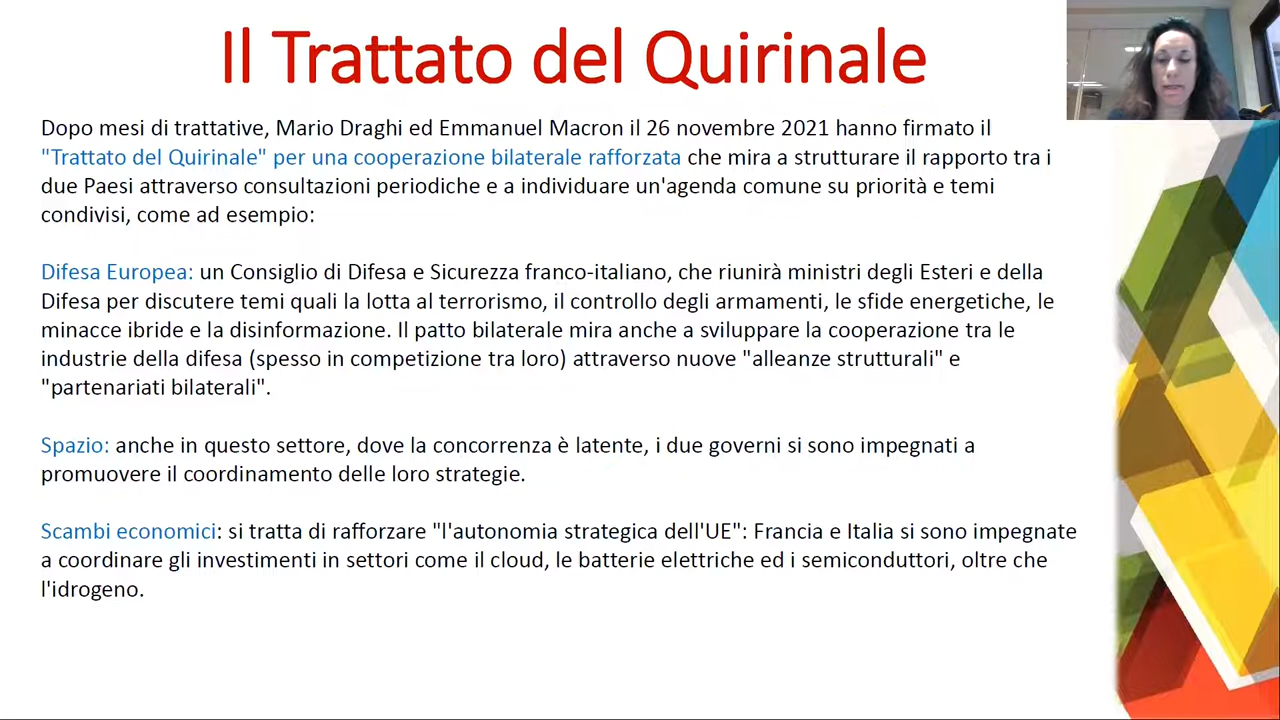 Il Trattato del Quirinale
Dopo mesi di trattative, Mario Draghi ed Emmanuel Macron il 26 novembre 2021 hanno firmato il
"Trattato del Quirinale" per una cooperazione bilaterale rafforzata che mira a strutturare il rapporto tra i
due Paesi attraverso consultazioni periodiche e a individuare un'agenda comune su priorità e temi
condivisi, come ad esempio:
Difesa Europea: un Consiglio di Difesa e Sicurezza franco-italiano, che riunirà ministri degli Esteri e della
Difesa per discutere temi quali la lotta al terrorismo, il controllo degli armamenti, le sfide energetiche, le
minacce ibride e la disinformazione. Il patto bilaterale mira anche a sviluppare la cooperazione tra le
industrie della difesa (spesso in competizione tra loro) attraverso nuove "alleanze strutturali" e
"partenariati bilaterali".
Spazio: anche in questo settore, dove la concorrenza è latente, i due governi si sono impegnati a
promuovere il coordinamento delle loro strategie.
Scambi economici: si tratta di rafforzare "l'autonomia strategica dell'UE": Francia e Italia si sono impegnate
a coordinare gli investimenti in settori come il cloud, le batterie elettriche ed i semiconduttori, oltre che
l'idrogeno.